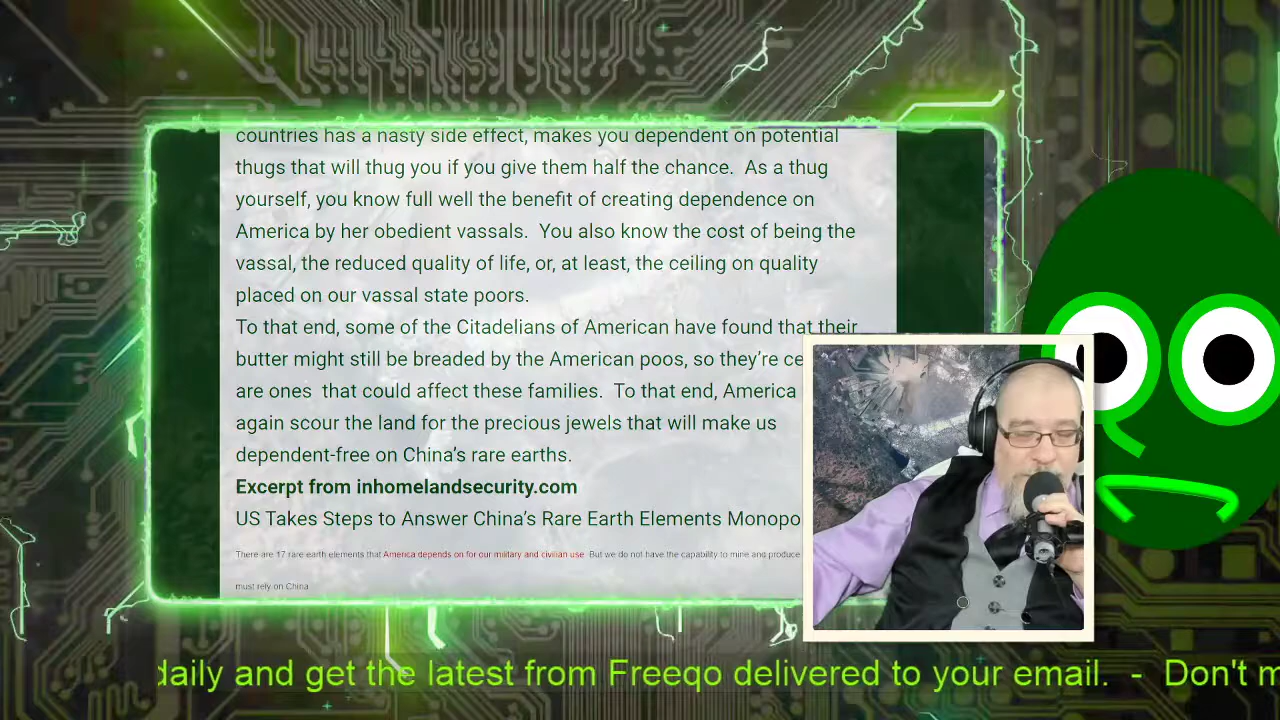 countries has a nasty side effect, makes you dependent on potential
thugs that will thug you if you give them half the chance.  As a thug
yourself, you know full well the benefit of creating dependence on
America by her obedient vassals.  You also know the cost of being the
vassal, the reduced quality of life, or, at least, the ceiling on quality
placed on our vassal state poors.
To that end, some of the Citadelians of American have found that their
butter might still be breaded by the American poos, so they're ce
are ones  that could affect these families.  To that end, America
again scour the land for the precious jewels that will make us
dependent-free on China's rare earths.
Excerpt from inhomelandsecurity.com
US Takes Steps to Answer China's Rare Earth Elements Monopo
There are 17 rare earth elements that America depends on for our military and civilian use  But we do not have the capability to mine and produce
must rely on China
daily and get the latest from Freeqo delivered to your email.  -  Don't m